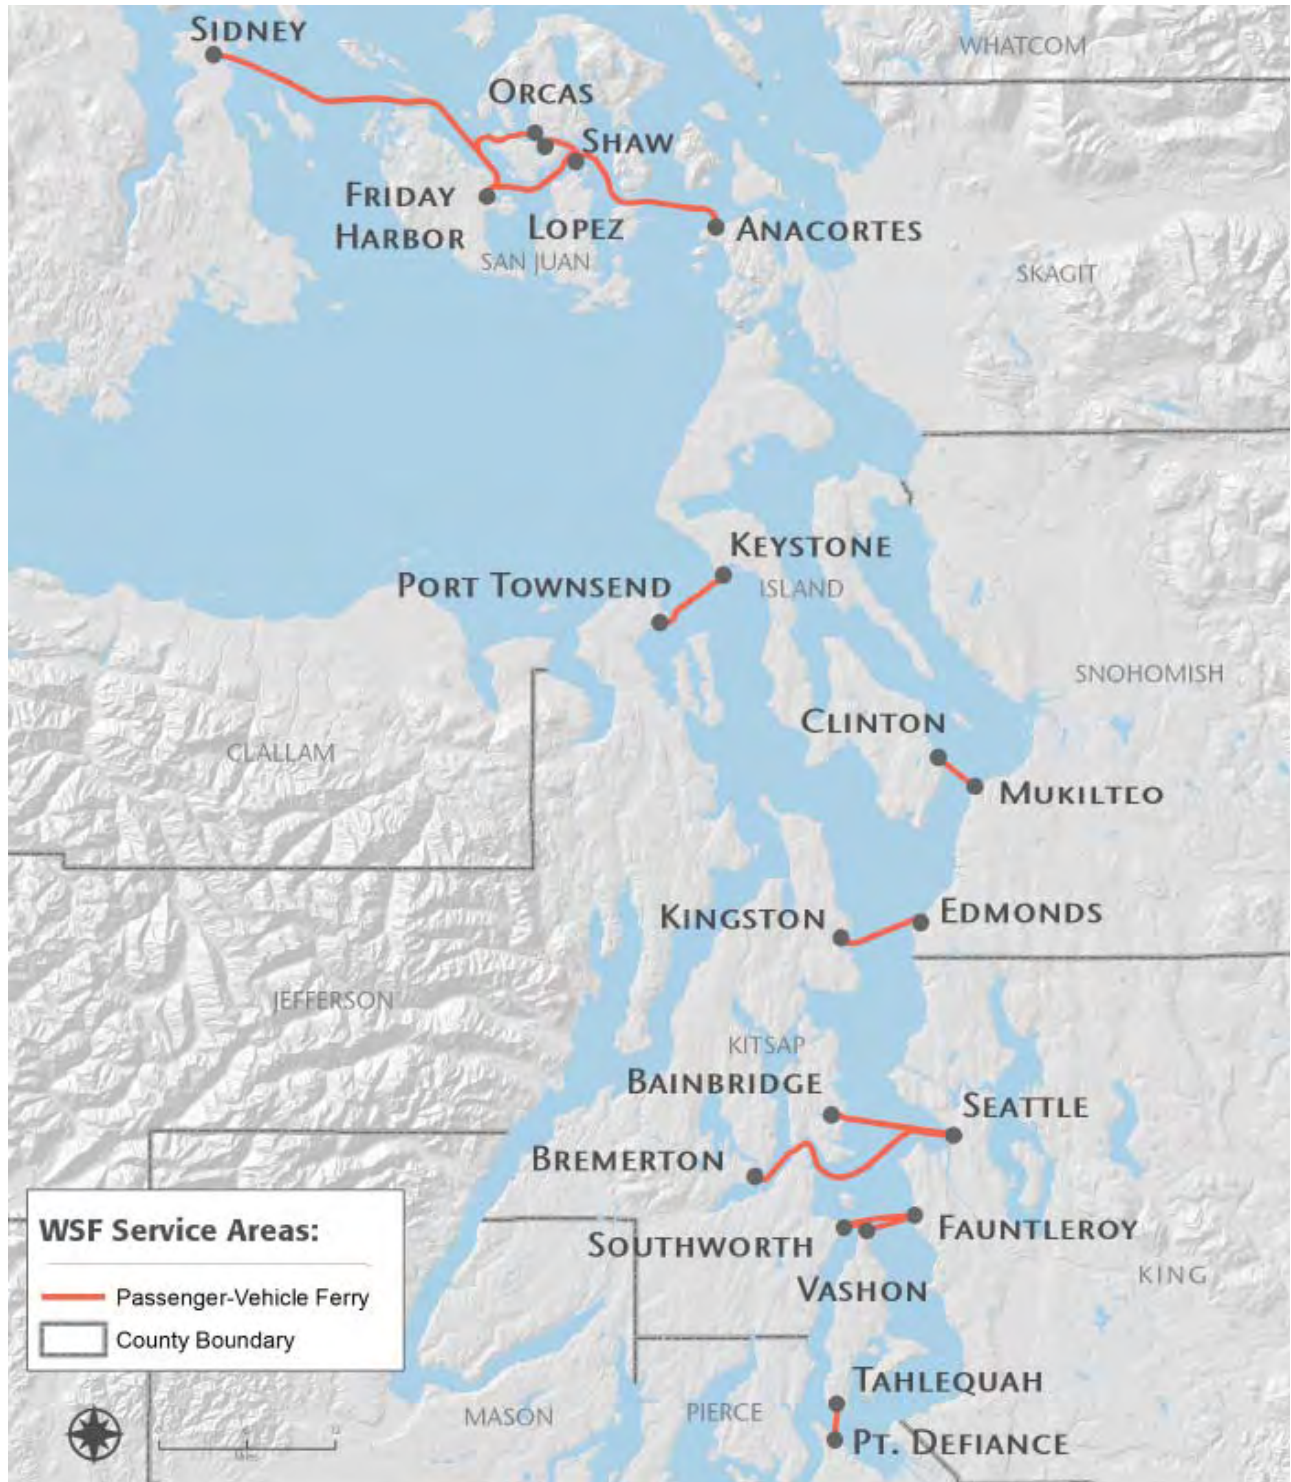 SIDNEY
WHATCOM
ORCAS
SHAW
FRIDAY
HARBOR
LOPEZ
ANACORTES
SAN JUAN
SKAGIT
KEYSTONE
PORT TOWNSEND
ISLAND
SNOHOMISH
CLINTON
CLALLAM
MUKILTEO
KINGSTON
EDMONDS
JEFFERSON
KITSAP
BAINBRIDGE
SEATTLE
BREMERTON
WSF Service Areas:
FAUNTLEROY
SOUTHWORTH
KING
VASHON
Passenger-Vehicle Ferry
County Boundary
TAHLEQUAH
MASON
PIERCE
PT. DEFIANCE
Miles